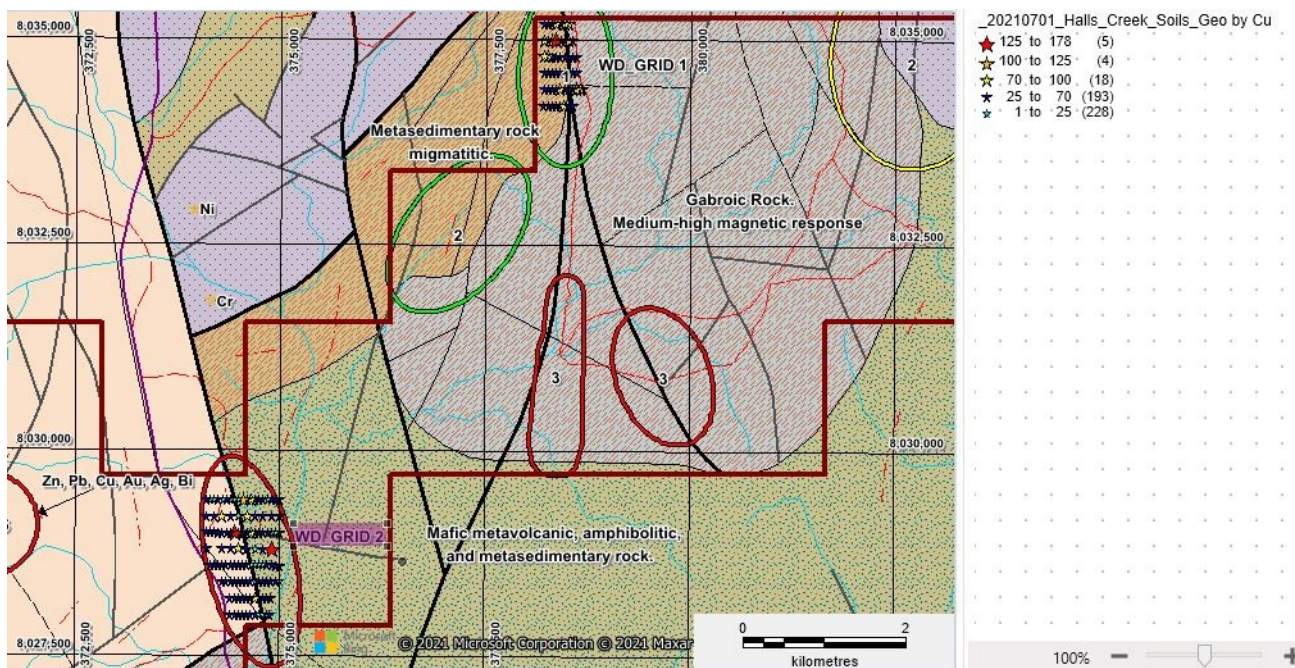 8,035,000
372,500
375,000
377,500
380,000
8,035,000
WD_GRID 1
1
2
Metasedimentary rock
migmatitic.
Ni
Gabroic Rock.
Medium-high magnetic response
2
8,032,500
8,032,500
Cr
3
3
8,030,000
8,030,000
Zn, Pb, Cu, Au, Ag, Bi
WD_GRID 2
Mafic metavolcanic, amphibolitic,
and metasedimentary rock.
8,027,500
372,500
375,000
Microsoft
Bing
© 2021 Microsoft Corporation © 2021 Maxar
0 2
kilometres
_20210701_Halls_Creek_Soils_Geo by Cu
125 to 178 (5)
100 to 125 (4)
70 to 100 (18)
25 to 70 (193)
1 to 25 (228)
100%